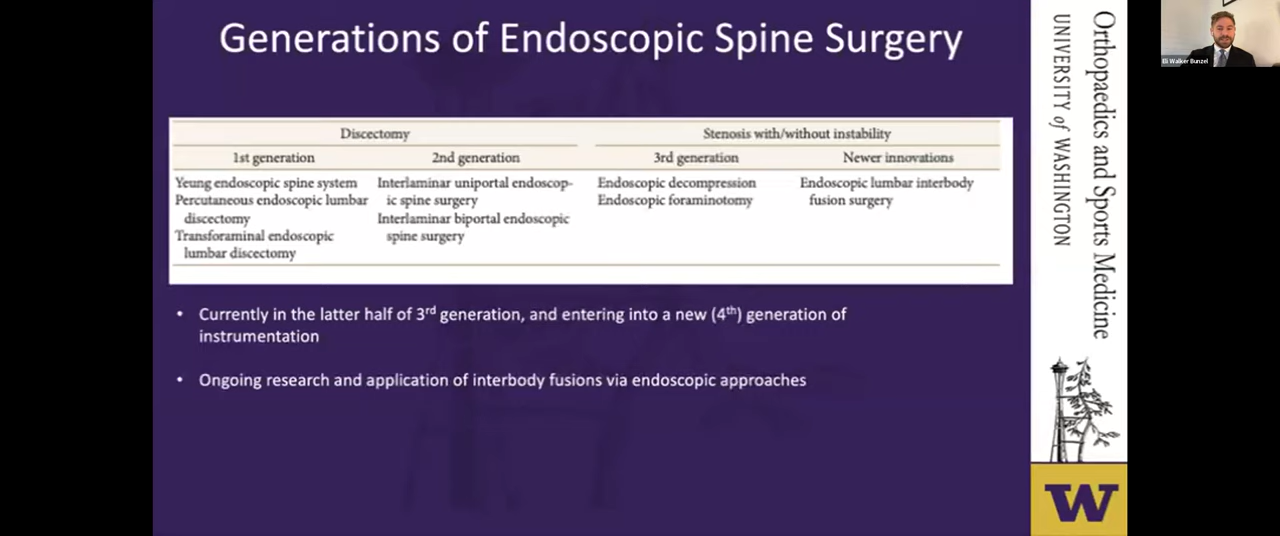 Generations of Endoscopic Spine Surgery
Discectomy
Stenosis with/without instability
1st generation
2nd generation
3rd generation
Newer innovations
Yeung endoscopic spine system
Percutaneous endoscopic lumbar
discectomy
Transforaminal endoscopic
lumbar discectomy
Interlaminar uniportal endoscop-
ic spine surgery
Interlaminar biportal endoscopic
spine surgery
Endoscopic decompression
Endoscopic foraminotomy
Endoscopic lumbar interbody
fusion surgery
• Currently in the latter half of 3rd generation, and entering into a new (4th) generation of
instrumentation
• Ongoing research and application of interbody fusions via endoscopic approaches
Orthopaedics and Sports Medicine
UNIVERSITY of WASHINGTON
W
Eli Walker Bunzel